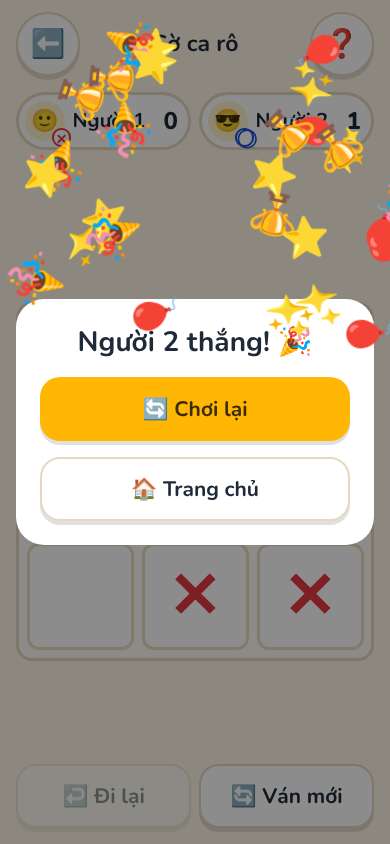 ờ ca rô
Người 1 0
Người 2 1
Người 2 thắng!
Chơi lại
Trang chủ
Đi lại
Ván mới